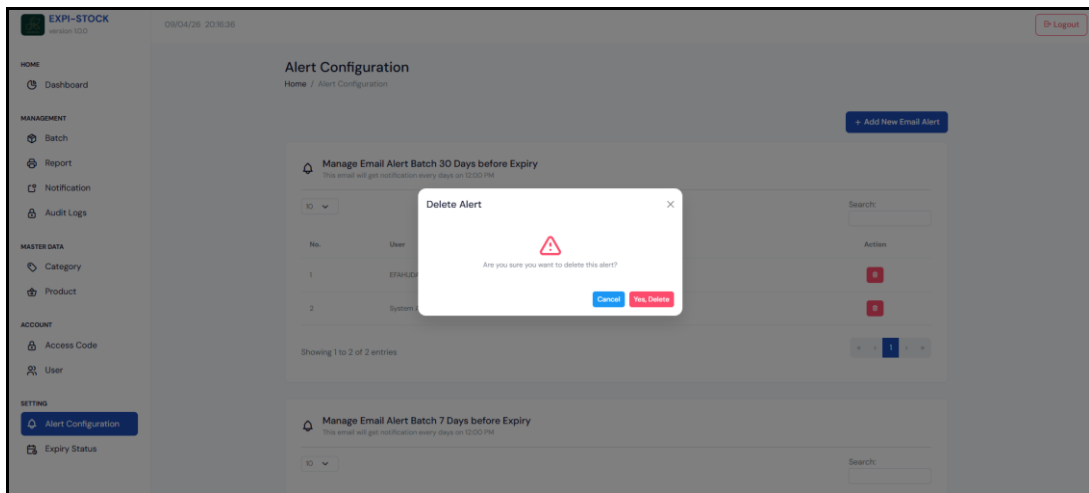 EXPI-STOCK
version 1.0.0
09/04/26 20:16:36
Logout
HOME
Dashboard
MANAGEMENT
Batch
Report
Notification
Audit Logs
MASTER DATA
Category
Product
ACCOUNT
Access Code
User
SETTING
Alert Configuration
Expiry Status
Alert Configuration
Home / Alert Configuration
+ Add New Email Alert
Manage Email Alert Batch 30 Days before Expiry
This email will get notification every days on 12:00 PM
10
Search:
No. User Action
1
2 System
Showing 1 to 2 of 2 entries
« ‹ 1 › »
Delete Alert
Are you sure you want to delete this alert?
Cancel Yes, Delete
Manage Email Alert Batch 7 Days before Expiry
This email will get notification every days on 12:00 PM
10
Search: